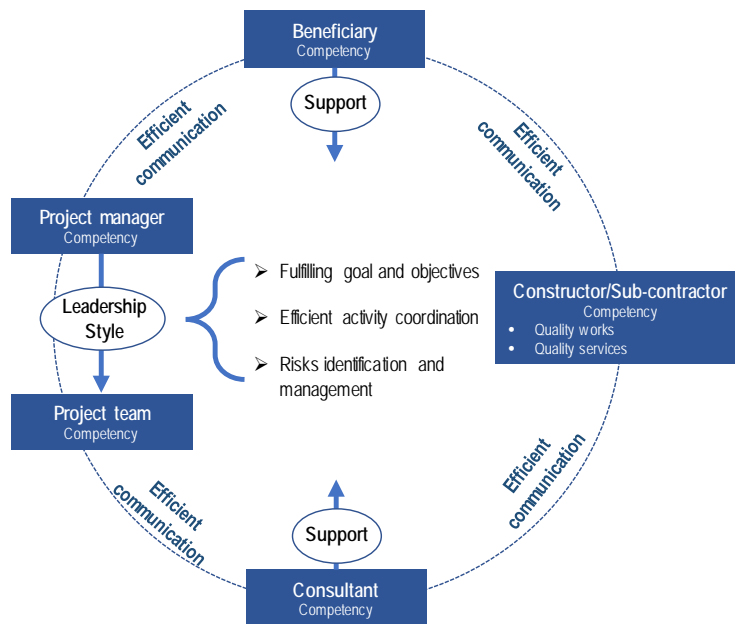 Beneficiary
Competency
Support
Efficient
communication
Efficient
communication
Project manager
Competency
Leadership
Style
Project team
Competency
➢ Fulfilling goal and objectives
➢ Efficient activity coordination
➢ Risks identification and
management
Constructor/Sub-contractor
Competency
• Quality works
• Quality services
Efficient
communication
Efficient
communication
Support
Consultant
Competency